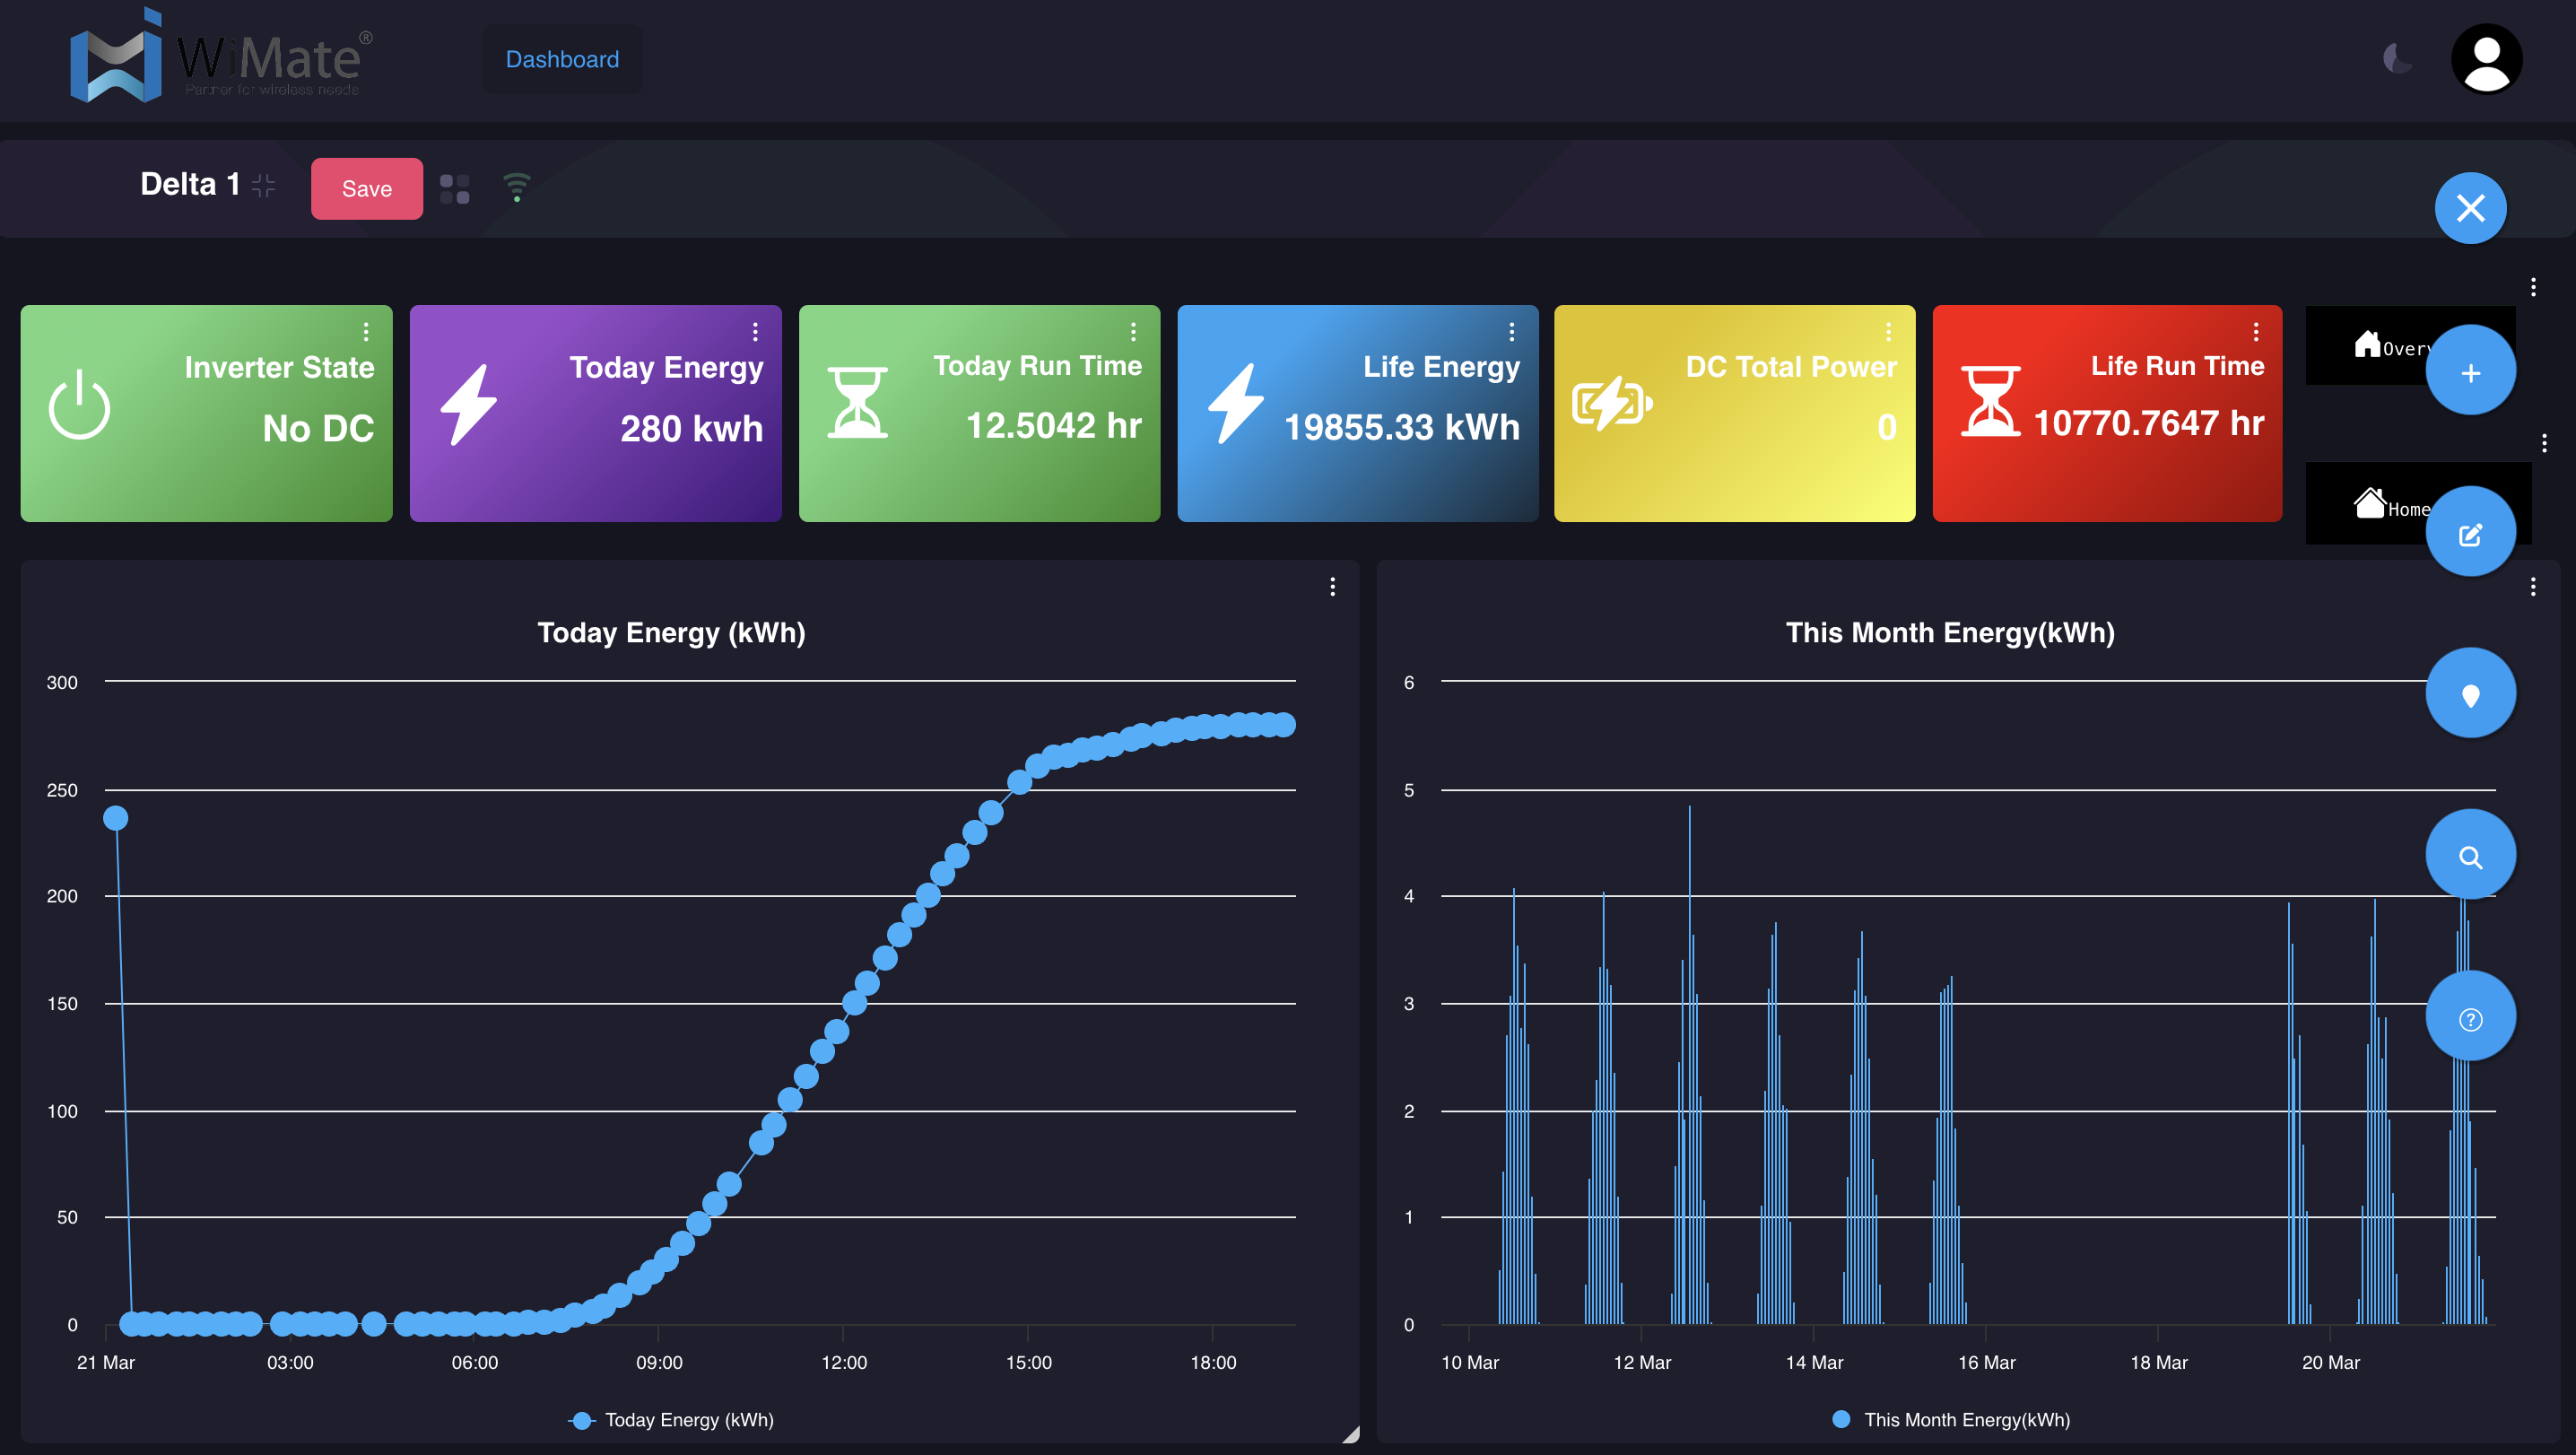 WiMate®
Partner for wireless needs
Dashboard
Delta 1
Save
Inverter State
No DC
Today Energy
280 kwh
Today Run Time
12.5042 hr
Life Energy
19855.33 kWh
DC Total Power
0
Life Run Time
10770.7647 hr
Home
Today Energy (kWh)
300
250
200
150
100
50
0
21 Mar
03:00
06:00
09:00
12:00
15:00
18:00
Today Energy (kWh)
This Month Energy(kWh)
6
5
4
3
2
1
0
10 Mar
12 Mar
14 Mar
16 Mar
18 Mar
20 Mar
This Month Energy(kWh)